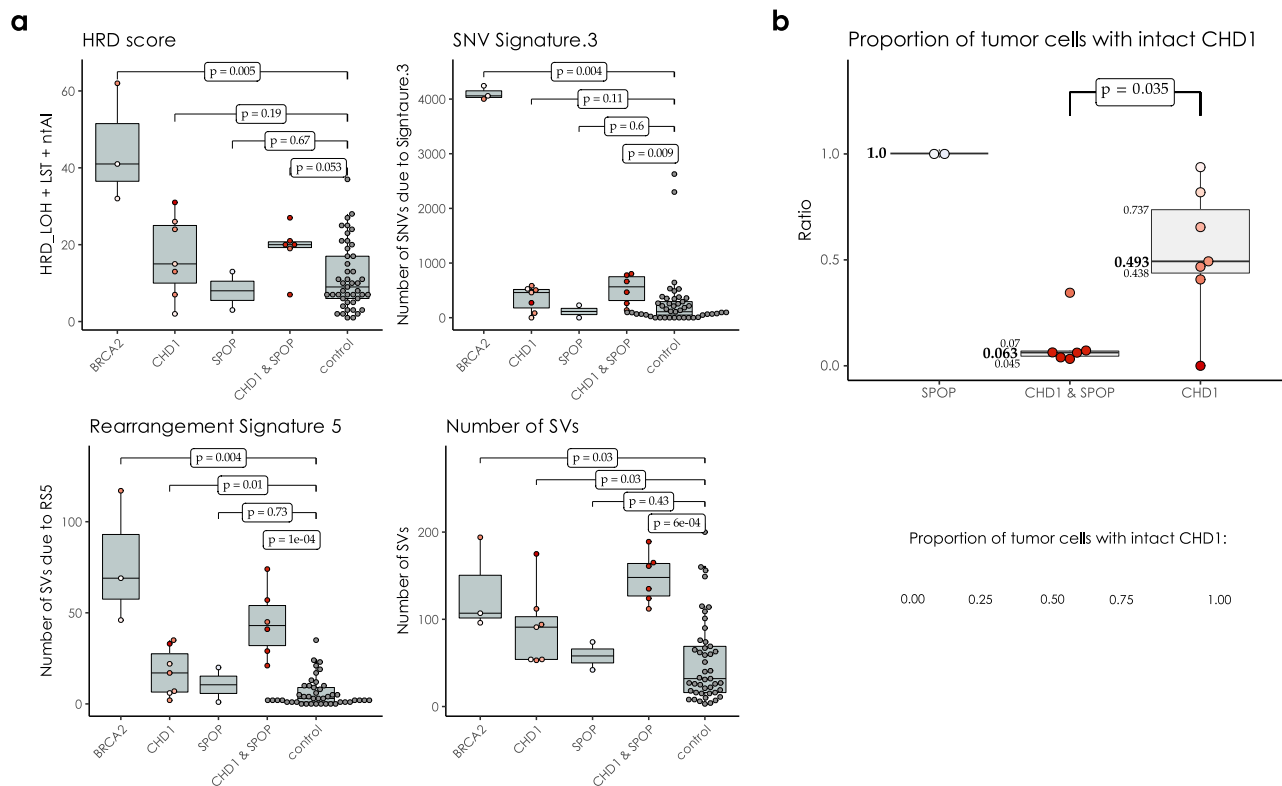 a
HRD score
HRD_LOH + LST + ntAI
60
40
20
0
p = 0.005
p = 0.19
p = 0.67
p = 0.053
BRCA2
CHD1
SPOP
CHD1 & SPOP
control
SNV Signature.3
Number of SNVs due to Signtaure.3
4000
3000
2000
1000
0
p = 0.004
p = 0.11
p = 0.6
p = 0.009
BRCA2
CHD1
SPOP
CHD1 & SPOP
control
b
Proportion of tumor cells with intact CHD1
p = 0.035
Ratio
1.0
0.5
0.0
1.0
0.07
0.063
0.045
0.737
0.493
0.438
SPOP
CHD1 & SPOP
CHD1
Rearrangement Signature 5
Number of SVs due to RS5
100
50
0
p = 0.004
p = 0.01
p = 0.73
p = 1e-04
BRCA2
CHD1
SPOP
CHD1 & SPOP
control
Number of SVs
Number of SVs
200
100
0
p = 0.03
p = 0.03
p = 0.43
p = 6e-04
BRCA2
CHD1
SPOP
CHD1 & SPOP
control
Proportion of tumor cells with intact CHD1:
0.00 0.25 0.50 0.75 1.00